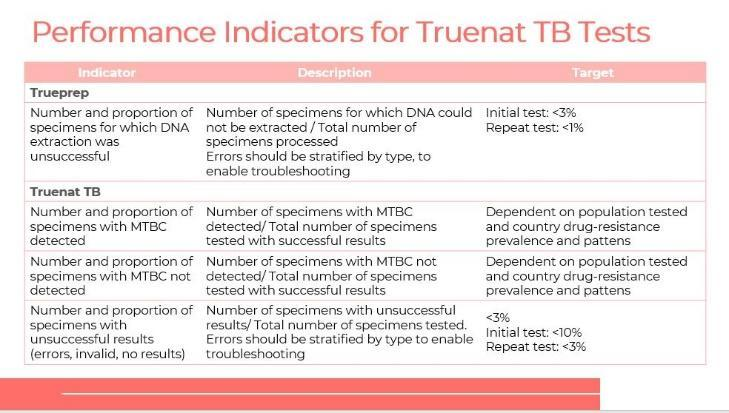 Performance Indicators for Truenat TB Tests
Indicator
Description
Target
Trueprep
Number and proportion of
specimens for which DNA
extraction was
unsuccessful
Number of specimens for which DNA could
not be extracted / Total number of
specimens processed
Errors should be stratified by type, to
enable troubleshooting
Initial test: <3%
Repeat test: <1%
Truenat TB
Number and proportion of
specimens with MTBC
detected
Number of specimens with MTBC
detected/ Total number of specimens
tested with successful results
Dependent on population tested
and country drug-resistance
prevalence and pattens
Number and proportion of
specimens with MTBC not
detected
Number of specimens with MTBC not
detected/ Total number of specimens
tested with successful results
Dependent on population tested
and country drug-resistance
prevalence and pattens
Number and proportion of
specimens with
unsuccessful results
(errors, invalid, no results)
Number of specimens with unsuccessful
results/ Total number of specimens tested.
Errors should be stratified by type to enable
troubleshooting
<3%
Initial test: <10%
Repeat test: <3%